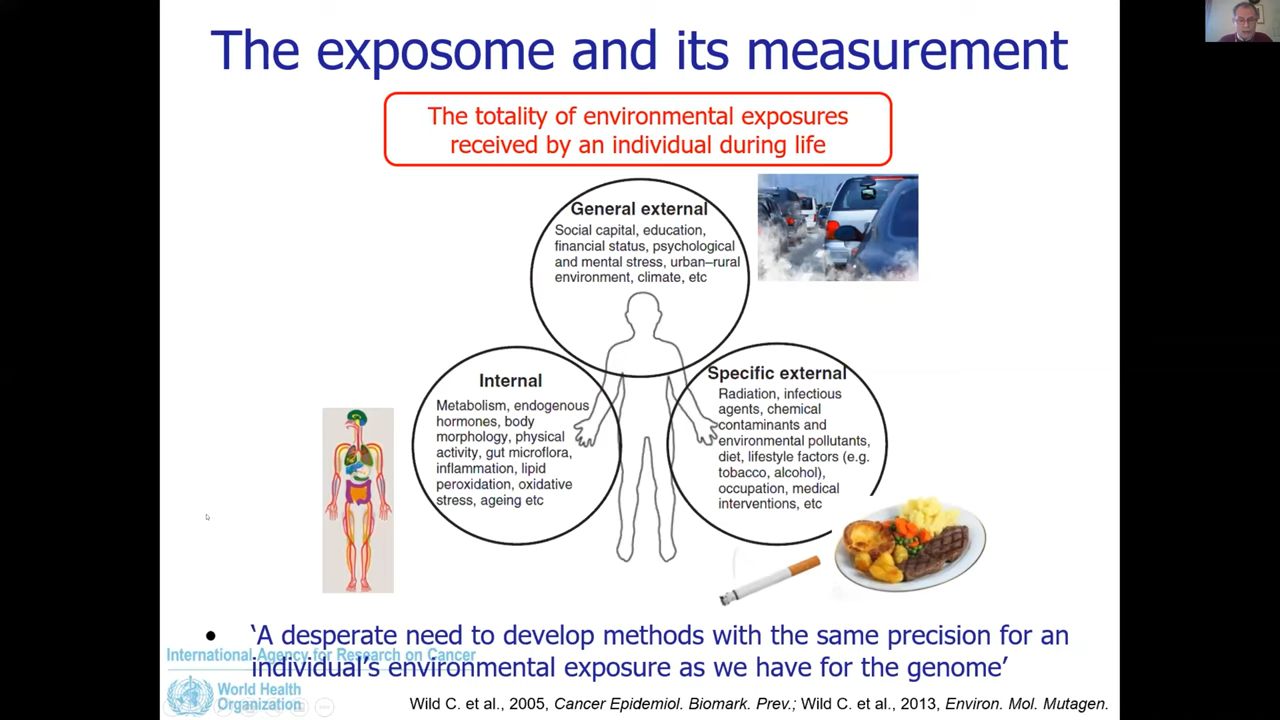 The exposome and its measurement
The totality of environmental exposures
received by an individual during life
General external
Social capital, education,
financial status, psychological
and mental stress, urban–rural
environment, climate, etc
Internal
Metabolism, endogenous
hormones, body
morphology, physical
activity, gut microflora,
inflammation, lipid
peroxidation, oxidative
stress, ageing etc
Specific external
Radiation, infectious
agents, chemical
contaminants and
environmental pollutants,
diet, lifestyle factors (e.g.
tobacco, alcohol),
occupation, medical
interventions, etc
• ‘A desperate need to develop methods with the same precision for an
individual’s environmental exposure as we have for the genome’
International Agency for Research on Cancer
World Health
Organization
Wild C. et al., 2005, Cancer Epidemiol. Biomark. Prev.; Wild C. et al., 2013, Environ. Mol. Mutagen.